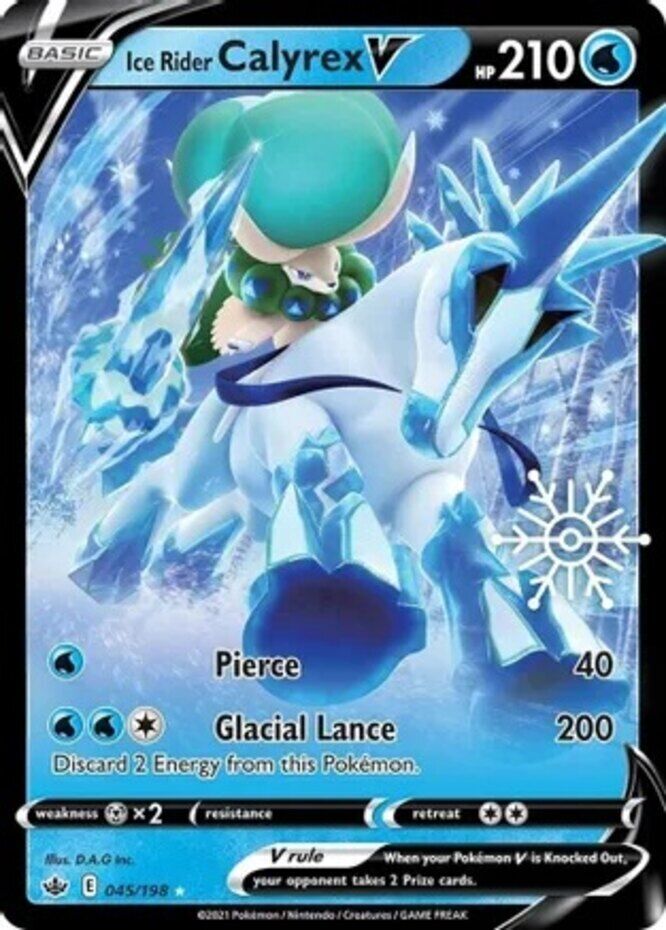 BASIC Ice Rider Calyrex V HP 210
Pierce 40
Glacial Lance 200
Discard 2 Energy from this Pokémon.
weakness ×2 resistance retreat
Illus. D.A.G Inc.
V rule When your Pokémon V is Knocked Out,
your opponent takes 2 Prize cards.
E 045/198
©2021 Pokémon / Nintendo / Creatures / GAME FREAK